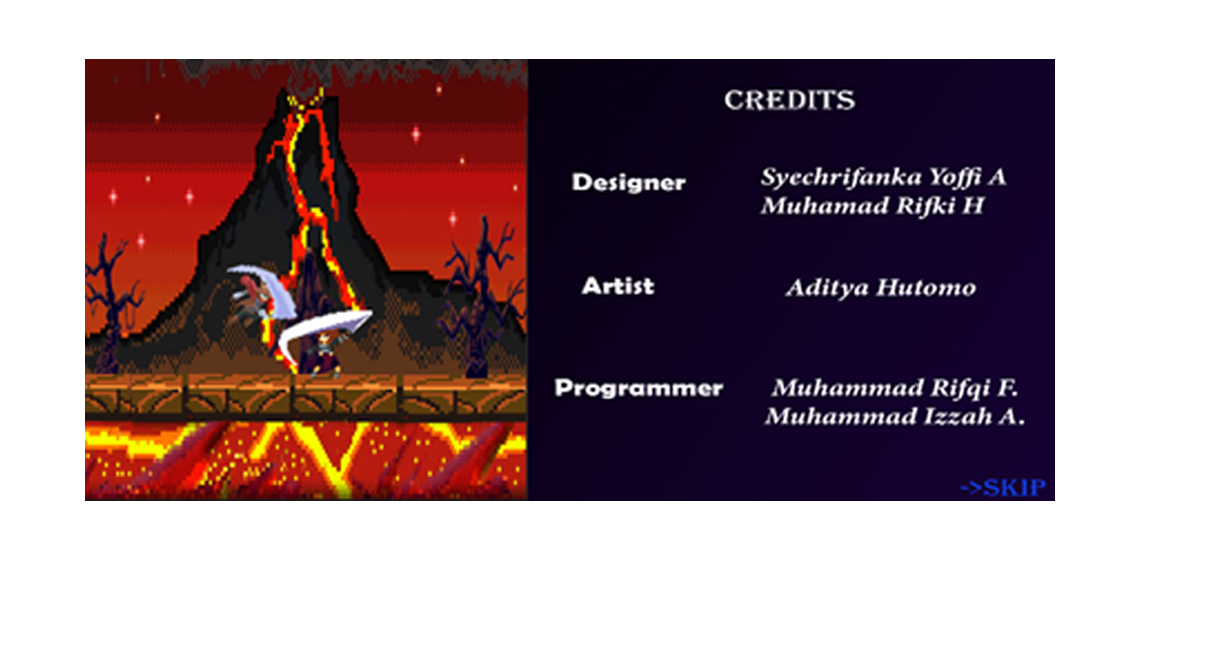 CREDITS
Designer
Syechrifanka Yoffi A
Muhamad Rifki H
Artist
Aditya Hutomo
Programmer
Muhammad Rifqi F.
Muhammad Izzah A.
->SKIP